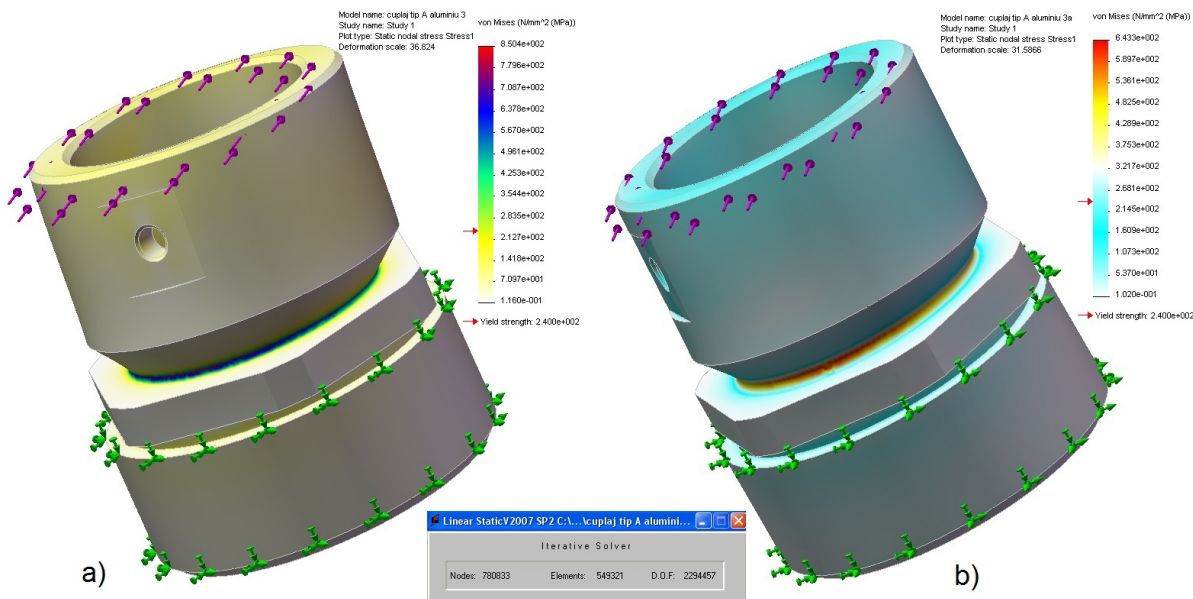 Model name: cuplaj tip A aluminiu 3
Study name: Study 1
Plot type: Static nodal stress Stress1
Deformation scale: 36.824
von Mises (N/mm^2 (MPa))
8.504e+002
7.796e+002
7.087e+002
6.378e+002
5.670e+002
4.961e+002
4.253e+002
3.544e+002
2.835e+002
2.127e+002
1.418e+002
7.097e-001
1.160e-001
Yield strength: 2.400e+002
a)
Model name: cuplaj tip A aluminiu 3a
Study name: Study 1
Plot type: Static nodal stress Stress1
Deformation scale: 31.5866
von Mises (N/mm^2 (MPa))
6.433e+002
5.897e+002
5.361e+002
4.825e+002
4.289e+002
3.753e+002
3.217e+002
2.681e+002
2.145e+002
1.609e+002
1.073e+002
5.370e-001
1.020e-001
Yield strength: 2.400e+002
b)
Linear StaticV2007 SP2 C:\...\cuplaj tip A alumini...
Iterative Solver
Nodes: 780833 Elements: 549321 D.O.F: 2294457